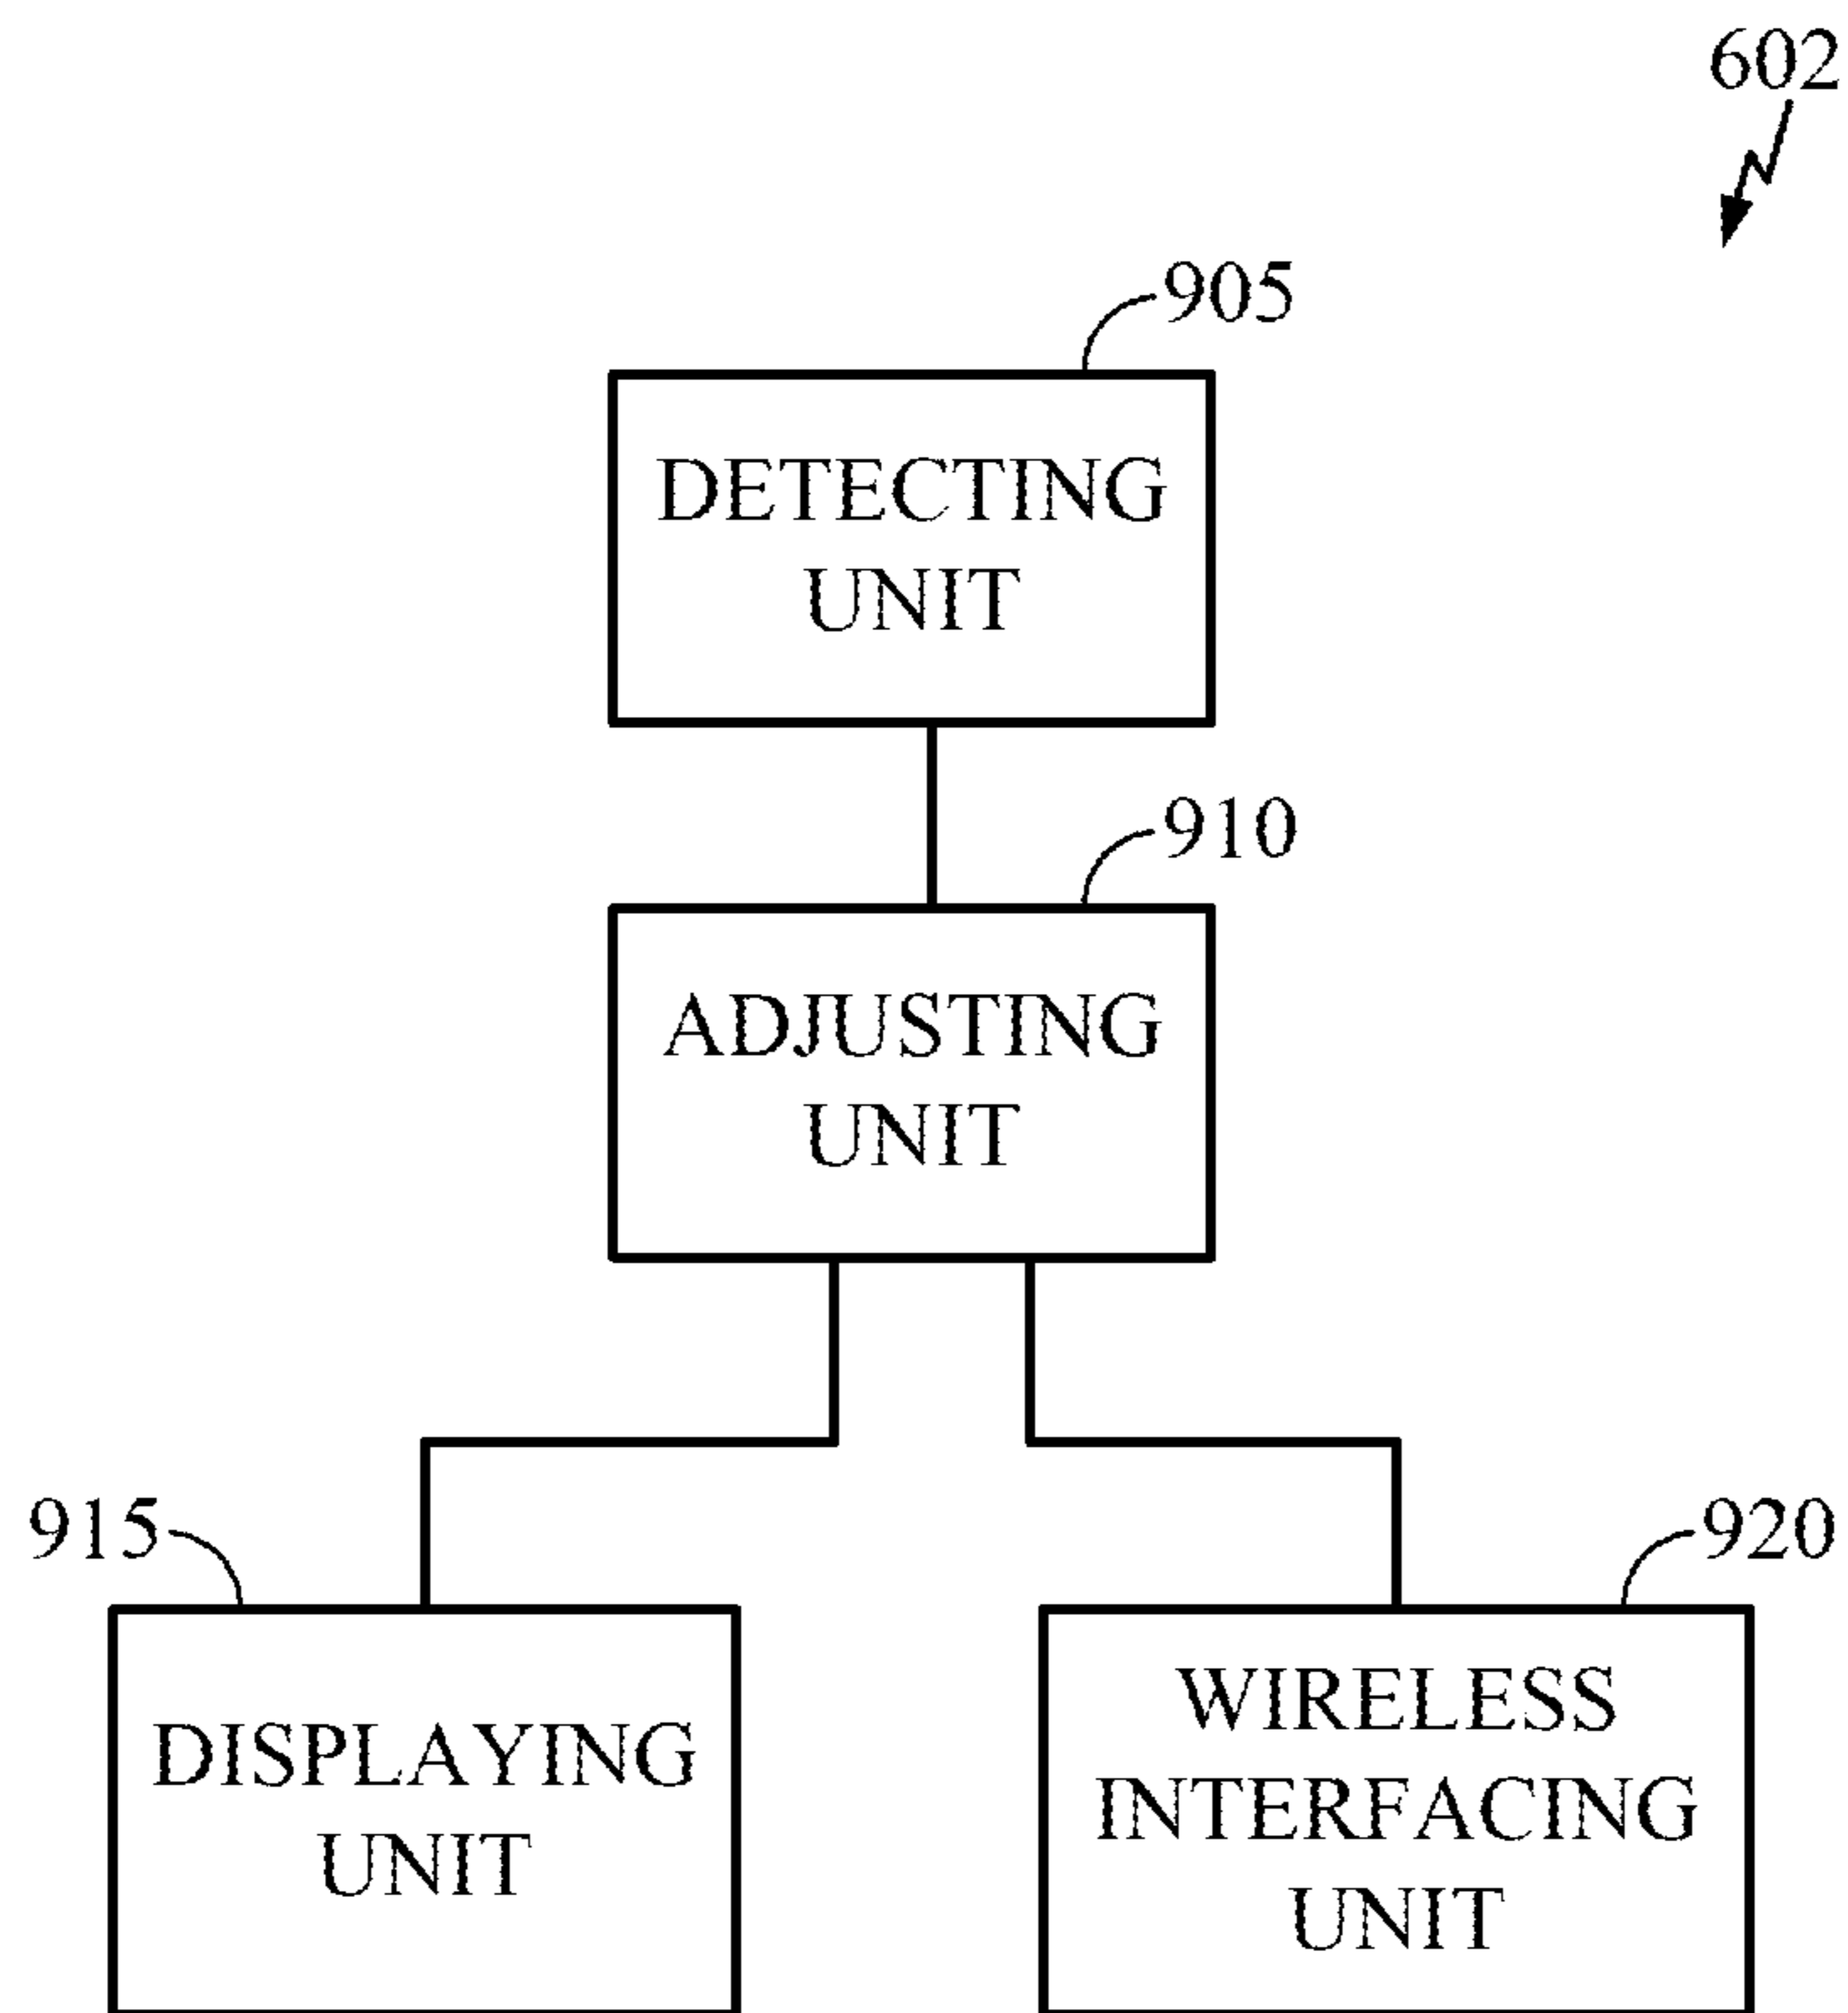 602
905
DETECTING
UNIT
910
ADJUSTING
UNIT
915
DISPLAYING
UNIT
920
WIRELESS
INTERFACING
UNIT